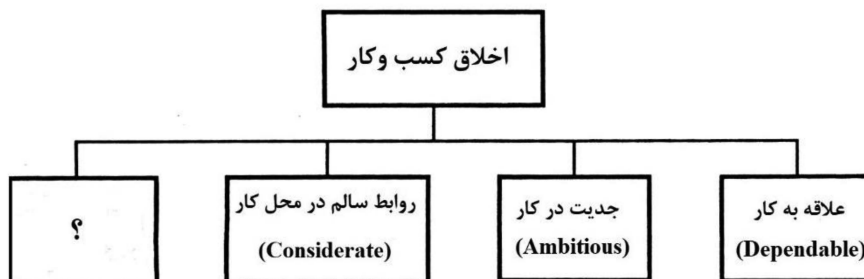 اخلاق کسب وکار
علاقه به کار
(Dependable)
جدیت در کار
(Ambitious)
روابط سالم در محل کار
(Considerate)
؟